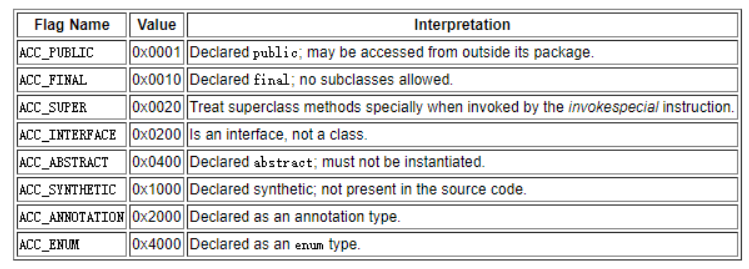 Flag Name Value Interpretation
ACC_PUBLIC 0x0001 Declared public; may be accessed from outside its package.
ACC_FINAL 0x0010 Declared final; no subclasses allowed.
ACC_SUPER 0x0020 Treat superclass methods specially when invoked by the invokespecial instruction.
ACC_INTERFACE 0x0200 Is an interface, not a class.
ACC_ABSTRACT 0x0400 Declared abstract; must not be instantiated.
ACC_SYNTHETIC 0x1000 Declared synthetic; not present in the source code.
ACC_ANNOTATION 0x2000 Declared as an annotation type.
ACC_ENUM 0x4000 Declared as an enum type.